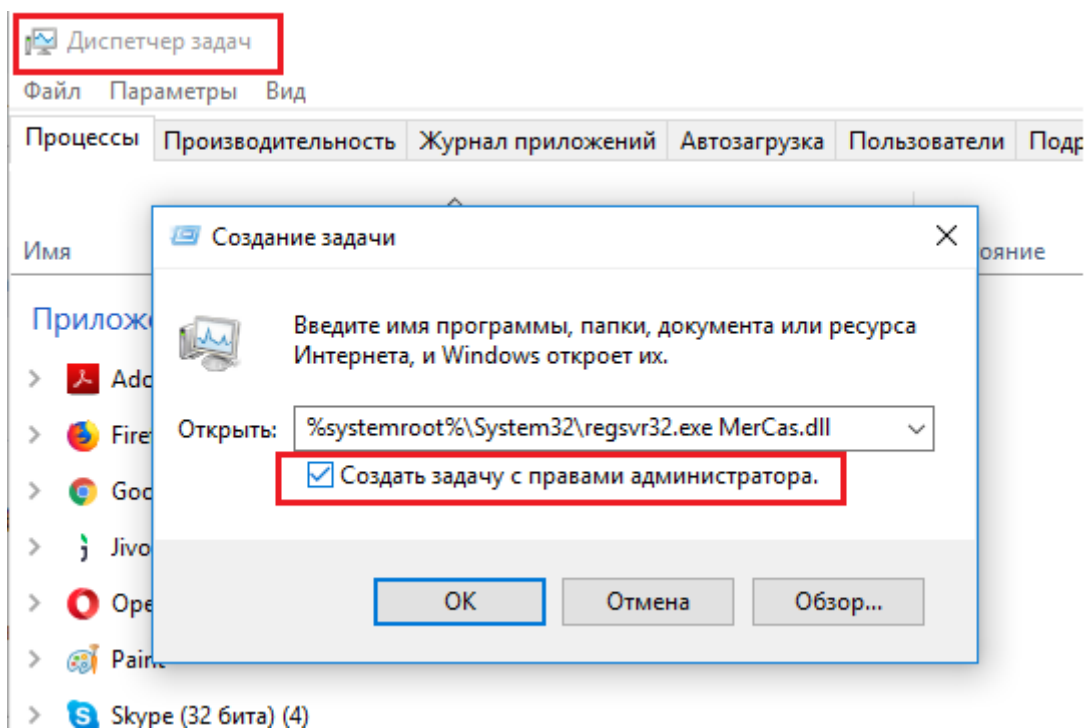 Диспетчер задач
Файл Параметры Вид
Процессы Производительность Журнал приложений Автозагрузка Пользователи
Создание задачи
Имя
Введите имя программы, папки, документа или ресурса
Интернета, и Windows откроет их.
Открыть: %systemroot%\System32\regsvr32.exe MerCas.dll
Создать задачу с правами администратора.
ОК Отмена Обзор...
Skype (32 бита) (4)